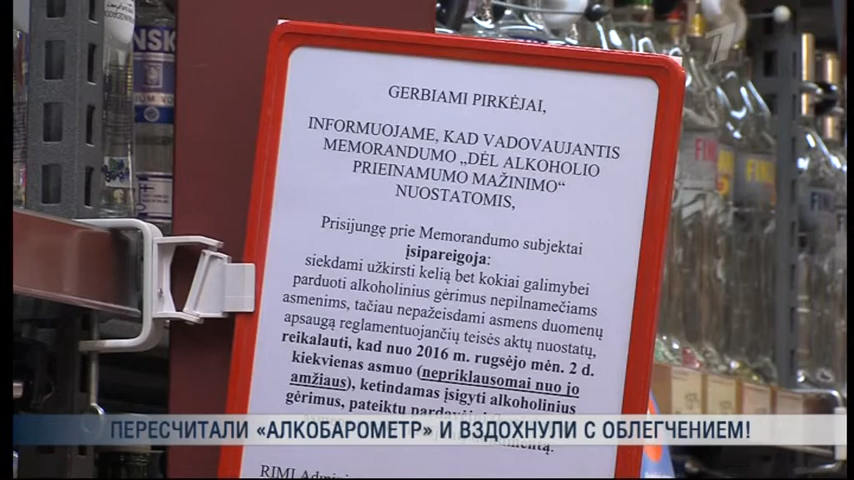 GERBIAMI PIRKĖJAI,
INFORMUOJAME, KAD VADOVAUJANTIS
MEMORANDUMO „DĖL ALKOHOLIO
PRIEINAMUMO MAŽINIMO“
NUOSTATOMIS,
Prisijungę prie Memorandumo subjektai
įsipareigoja:
siekdami užkirsti kelią bet kokiai galimybei
parduoti alkoholinius gėrimus nepilnamečiams
asmenims, tačiau nepažeisdami asmens duomenų
apsaugą reglamentuojančių teisės aktų nuostatų,
reikalauti, kad nuo 2016 m. rugsėjo mėn. 2 d.
kiekvienas asmuo (nepriklausomai nuo jo
amžiaus), ketindamas įsigyti alkoholinius
gėrimus, pateiktų
ПЕРЕСЧИТАЛИ «АЛКОБАРОМЕТР» И ВЗДОХНУЛИ С ОБЛЕГЧЕНИЕМ!
RIMI
1